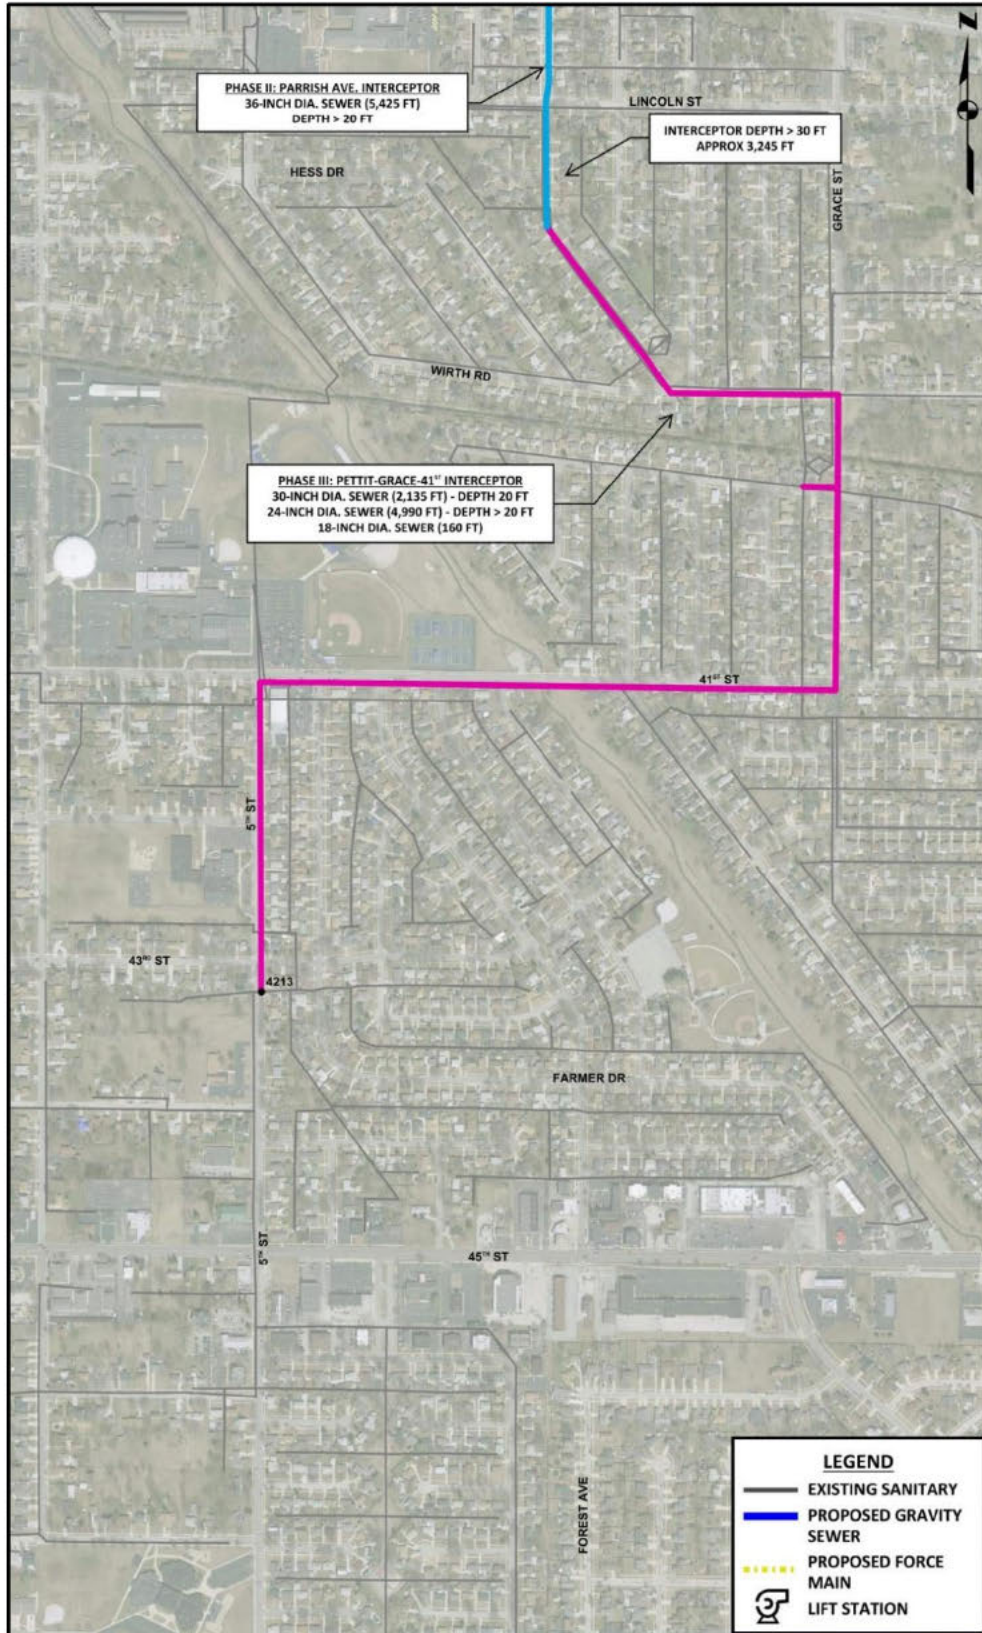 Z
PHASE II: PARRISH AVE. INTERCEPTOR
36-INCH DIA. SEWER (5,425 FT)
DEPTH > 20 FT
LINCOLN ST
INTERCEPTOR DEPTH > 30 FT
APPROX 3,245 FT
HESS DR
GRACE ST
WIRTH RD
PHASE III: PETTIT-GRACE-41ST INTERCEPTOR
30-INCH DIA. SEWER (2,135 FT) - DEPTH 20 FT
24-INCH DIA. SEWER (4,990 FT) - DEPTH > 20 FT
18-INCH DIA. SEWER (160 FT)
41ST ST
5TH ST
43RD ST
4213
FARMER DR
5TH ST
45TH ST
FOREST AVE
LEGEND
EXISTING SANITARY
PROPOSED GRAVITY
SEWER
PROPOSED FORCE
MAIN
LIFT STATION